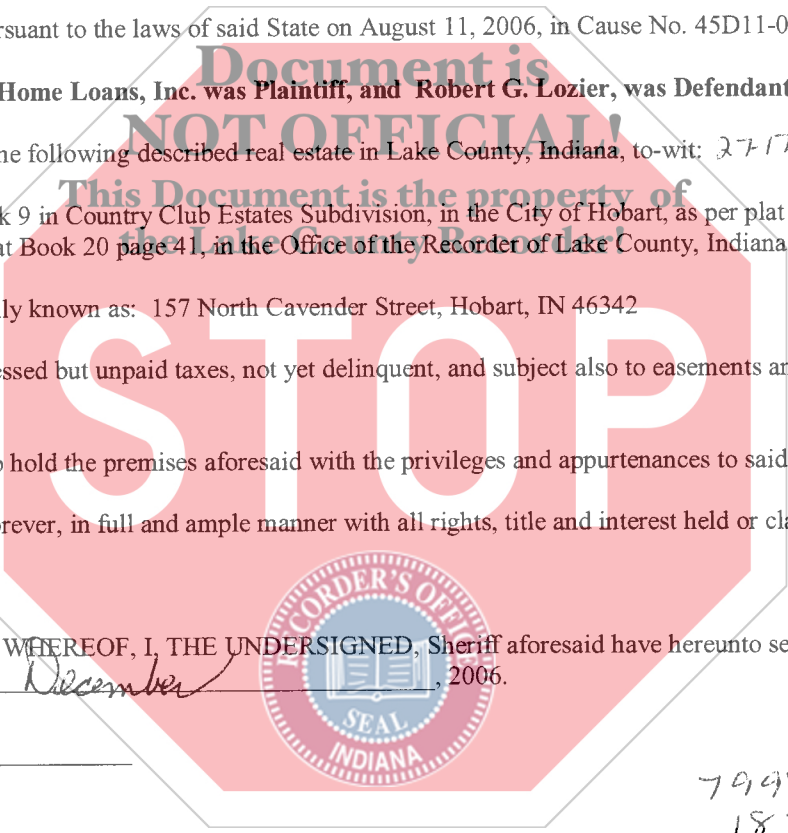 rsuant to the laws of said State on August 11, 2006, in Cause No. 45D11-0
Document is
Home Loans, Inc. was Plaintiff, and Robert G. Lozier, was Defendant
NOT OFFICIAL!
he following described real estate in Lake County, Indiana, to-wit: 27-17
This Document is the property of
k 9 in Country Club Estates Subdivision, in the City of Hobart, as per plat
the Lake County Recorder!
at Book 20 page 41, in the Office of the Recorder of Lake County, Indiana
ly known as: 157 North Cavender Street, Hobart, IN 46342
STOP
essed but unpaid taxes, not yet delinquent, and subject also to easements an
o hold the premises aforesaid with the privileges and appurtenances to said
orever, in full and ample manner with all rights, title and interest held or cla
RECORDER'S OFFICE
SEAL
INDIANA
WHEREOF, I, THE UNDERSIGNED, Sheriff aforesaid have hereunto se
December, 2006.
799
18